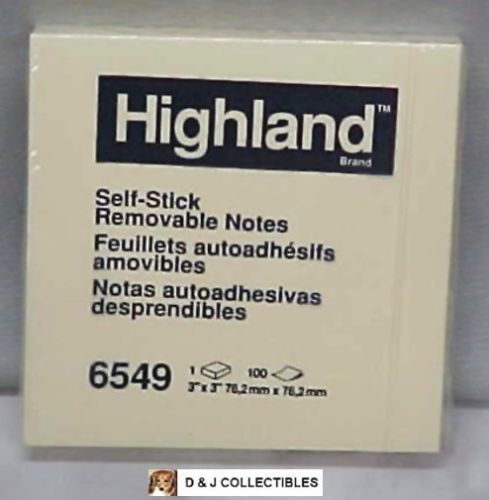 Highland™
Brand
Self-Stick
Removable Notes
Feuillets autoadhésifs
amovibles
Notas autoadhesivas
desprendibles
6549 1 100
3" x 3" 76,2 mm x 76,2 mm
D & J COLLECTIBLES